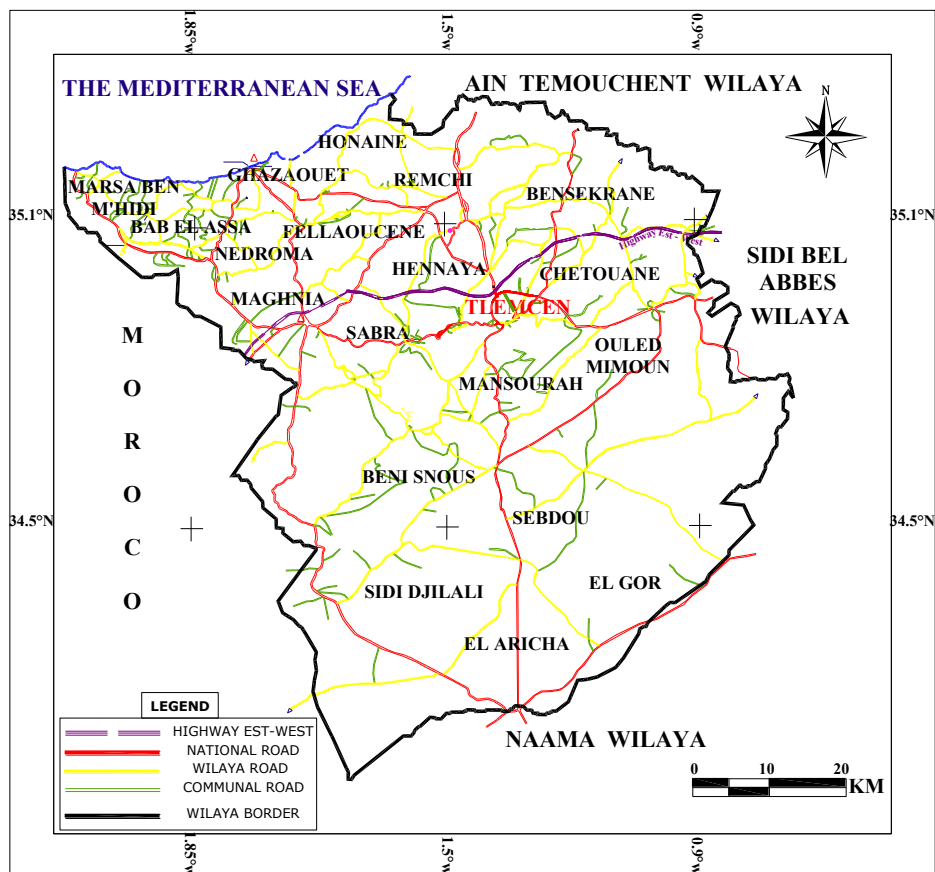 1.85°w
1.5°w
0.9°w
THE MEDITERRANEAN SEA
AIN TEMOUCHENT WILAYA
N
HONAINE
GHAZAOUET
REMCHI
MARSA BEN
M'HIDI
BENSEKRANE
35.1°N
35.1°N
BAB EL ASSA
FELLAOUCENE
NEDROMA
Highway Est - West
HENNAYA
CHETOUANE
SIDI BEL
ABBES
WILAYA
MAGHNIA
TLEMCEN
SABRA
OULED
MIMOUN
MANSOURAH
M
O
R
O
C
O
BENI SNOUS
SEBDOU
34.5°N
34.5°N
SIDI DJILALI
EL GOR
EL ARICHA
NAAMA WILAYA
LEGEND
HIGHWAY EST-WEST
NATIONAL ROAD
WILAYA ROAD
COMMUNAL ROAD
WILAYA BORDER
0 10 20
KM
1.85°w
1.5°w
0.9°w